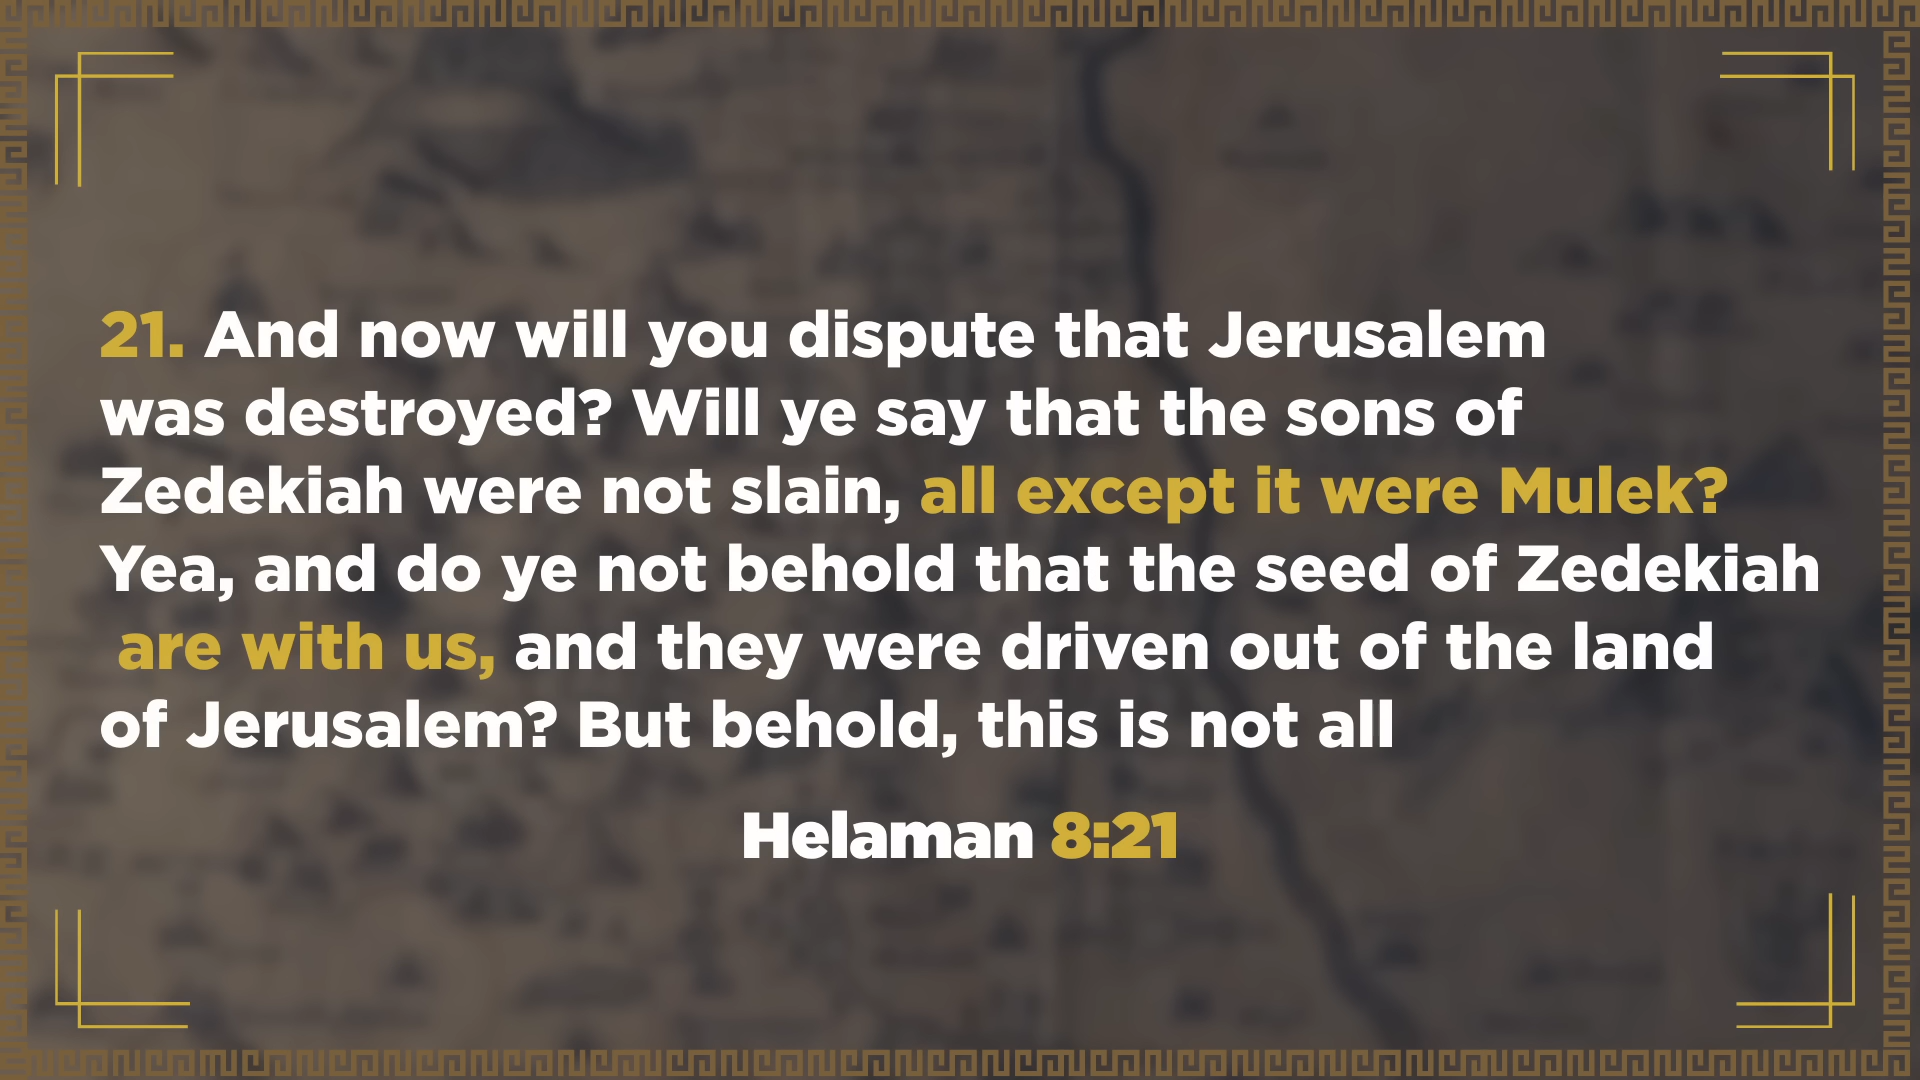 21. And now will you dispute that Jerusalem
was destroyed? Will ye say that the sons of
Zedekiah were not slain, all except it were Mulek?
Yea, and do ye not behold that the seed of Zedekiah
are with us, and they were driven out of the land
of Jerusalem? But behold, this is not all
Helaman 8:21